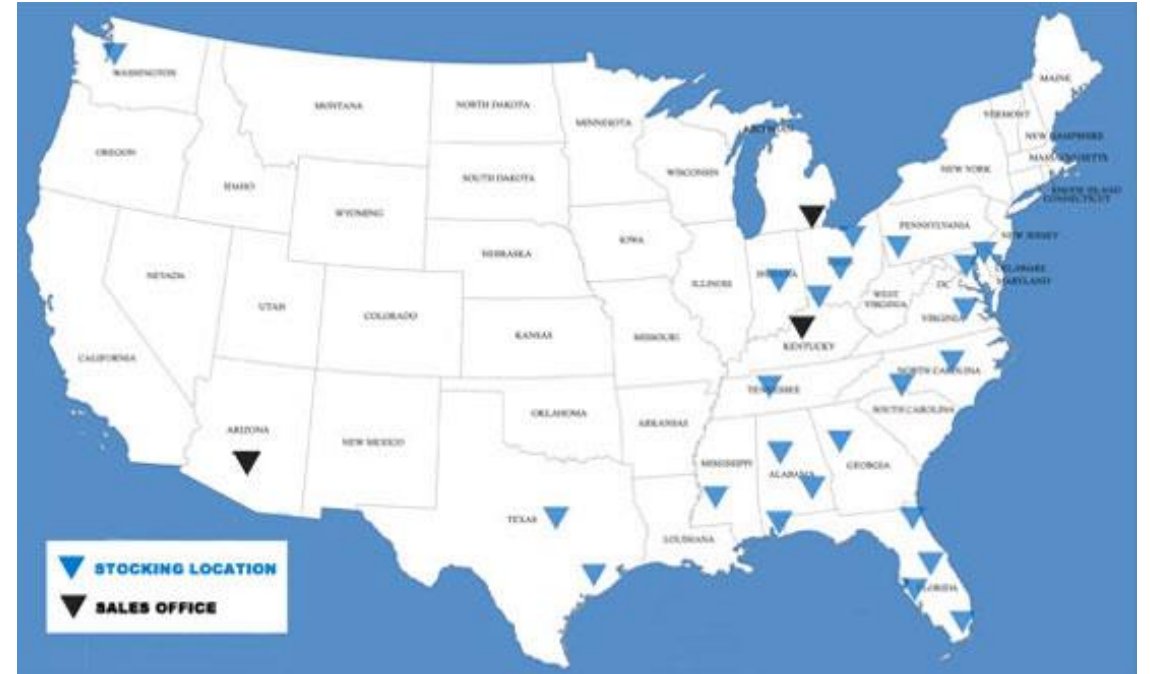 WASHINGTON
MAINE
MONTANA
NORTH DAKOTA
MINNESOTA
VERMONT
NEW HAMPSHIRE
OREGON
MASSACHUSETTS
WISCONSIN
NEW YORK
SOUTH DAKOTA
IDAHO
RHODE ISLAND
CONNECTICUT
WYOMING
PENNSYLVANIA
IOWA
NEW JERSEY
NEBRASKA
NEVADA
INDIANA
DELAWARE
MARYLAND
ILLINOIS
DC
WEST
VIRGINIA
UTAH
COLORADO
VIRGINIA
KANSAS
MISSOURI
KENTUCKY
CALIFORNIA
NORTH CAROLINA
TENNESSEE
SOUTH CAROLINA
OKLAHOMA
ARKANSAS
ARIZONA
NEW MEXICO
MISSISSIPPI
GEORGIA
ALABAMA
TEXAS
LOUISIANA
FLORIDA
STOCKING LOCATION
SALES OFFICE